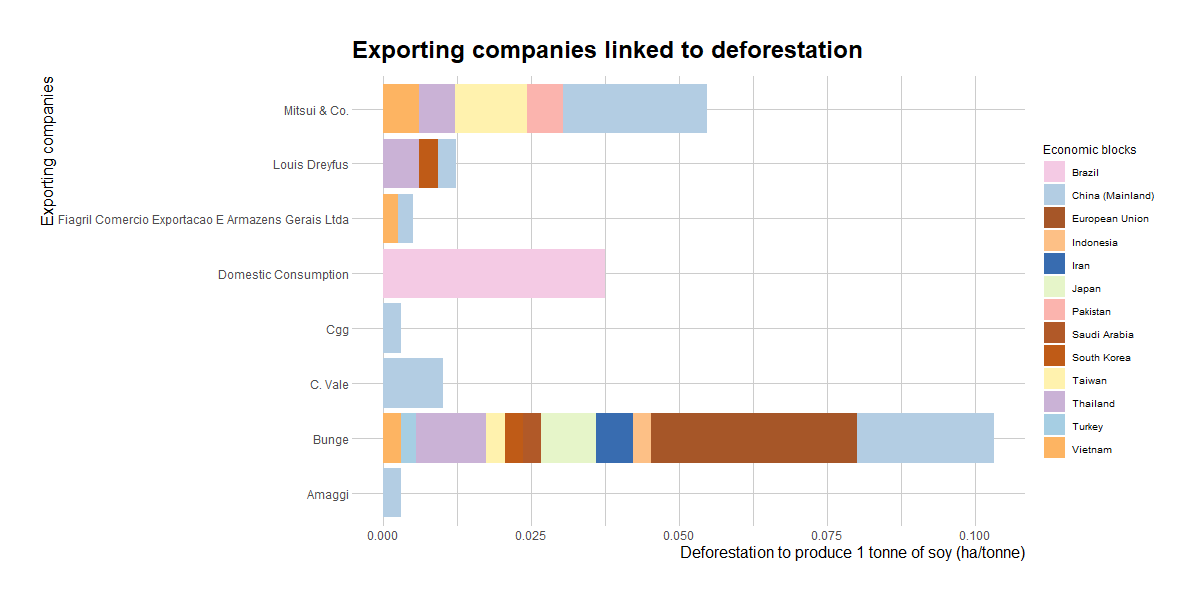 Exporting companies linked to deforestation
Exporting companies
Mitsui & Co.
Louis Dreyfus
Fiagril Comercio Exportacao E Armazens Gerais Ltda
Domestic Consumption
Cgg
C. Vale
Bunge
Amaggi
0.000 0.025 0.050 0.075 0.100
Deforestation to produce 1 tonne of soy (ha/tonne)
Economic blocks
Brazil
China (Mainland)
European Union
Indonesia
Iran
Japan
Pakistan
Saudi Arabia
South Korea
Taiwan
Thailand
Turkey
Vietnam